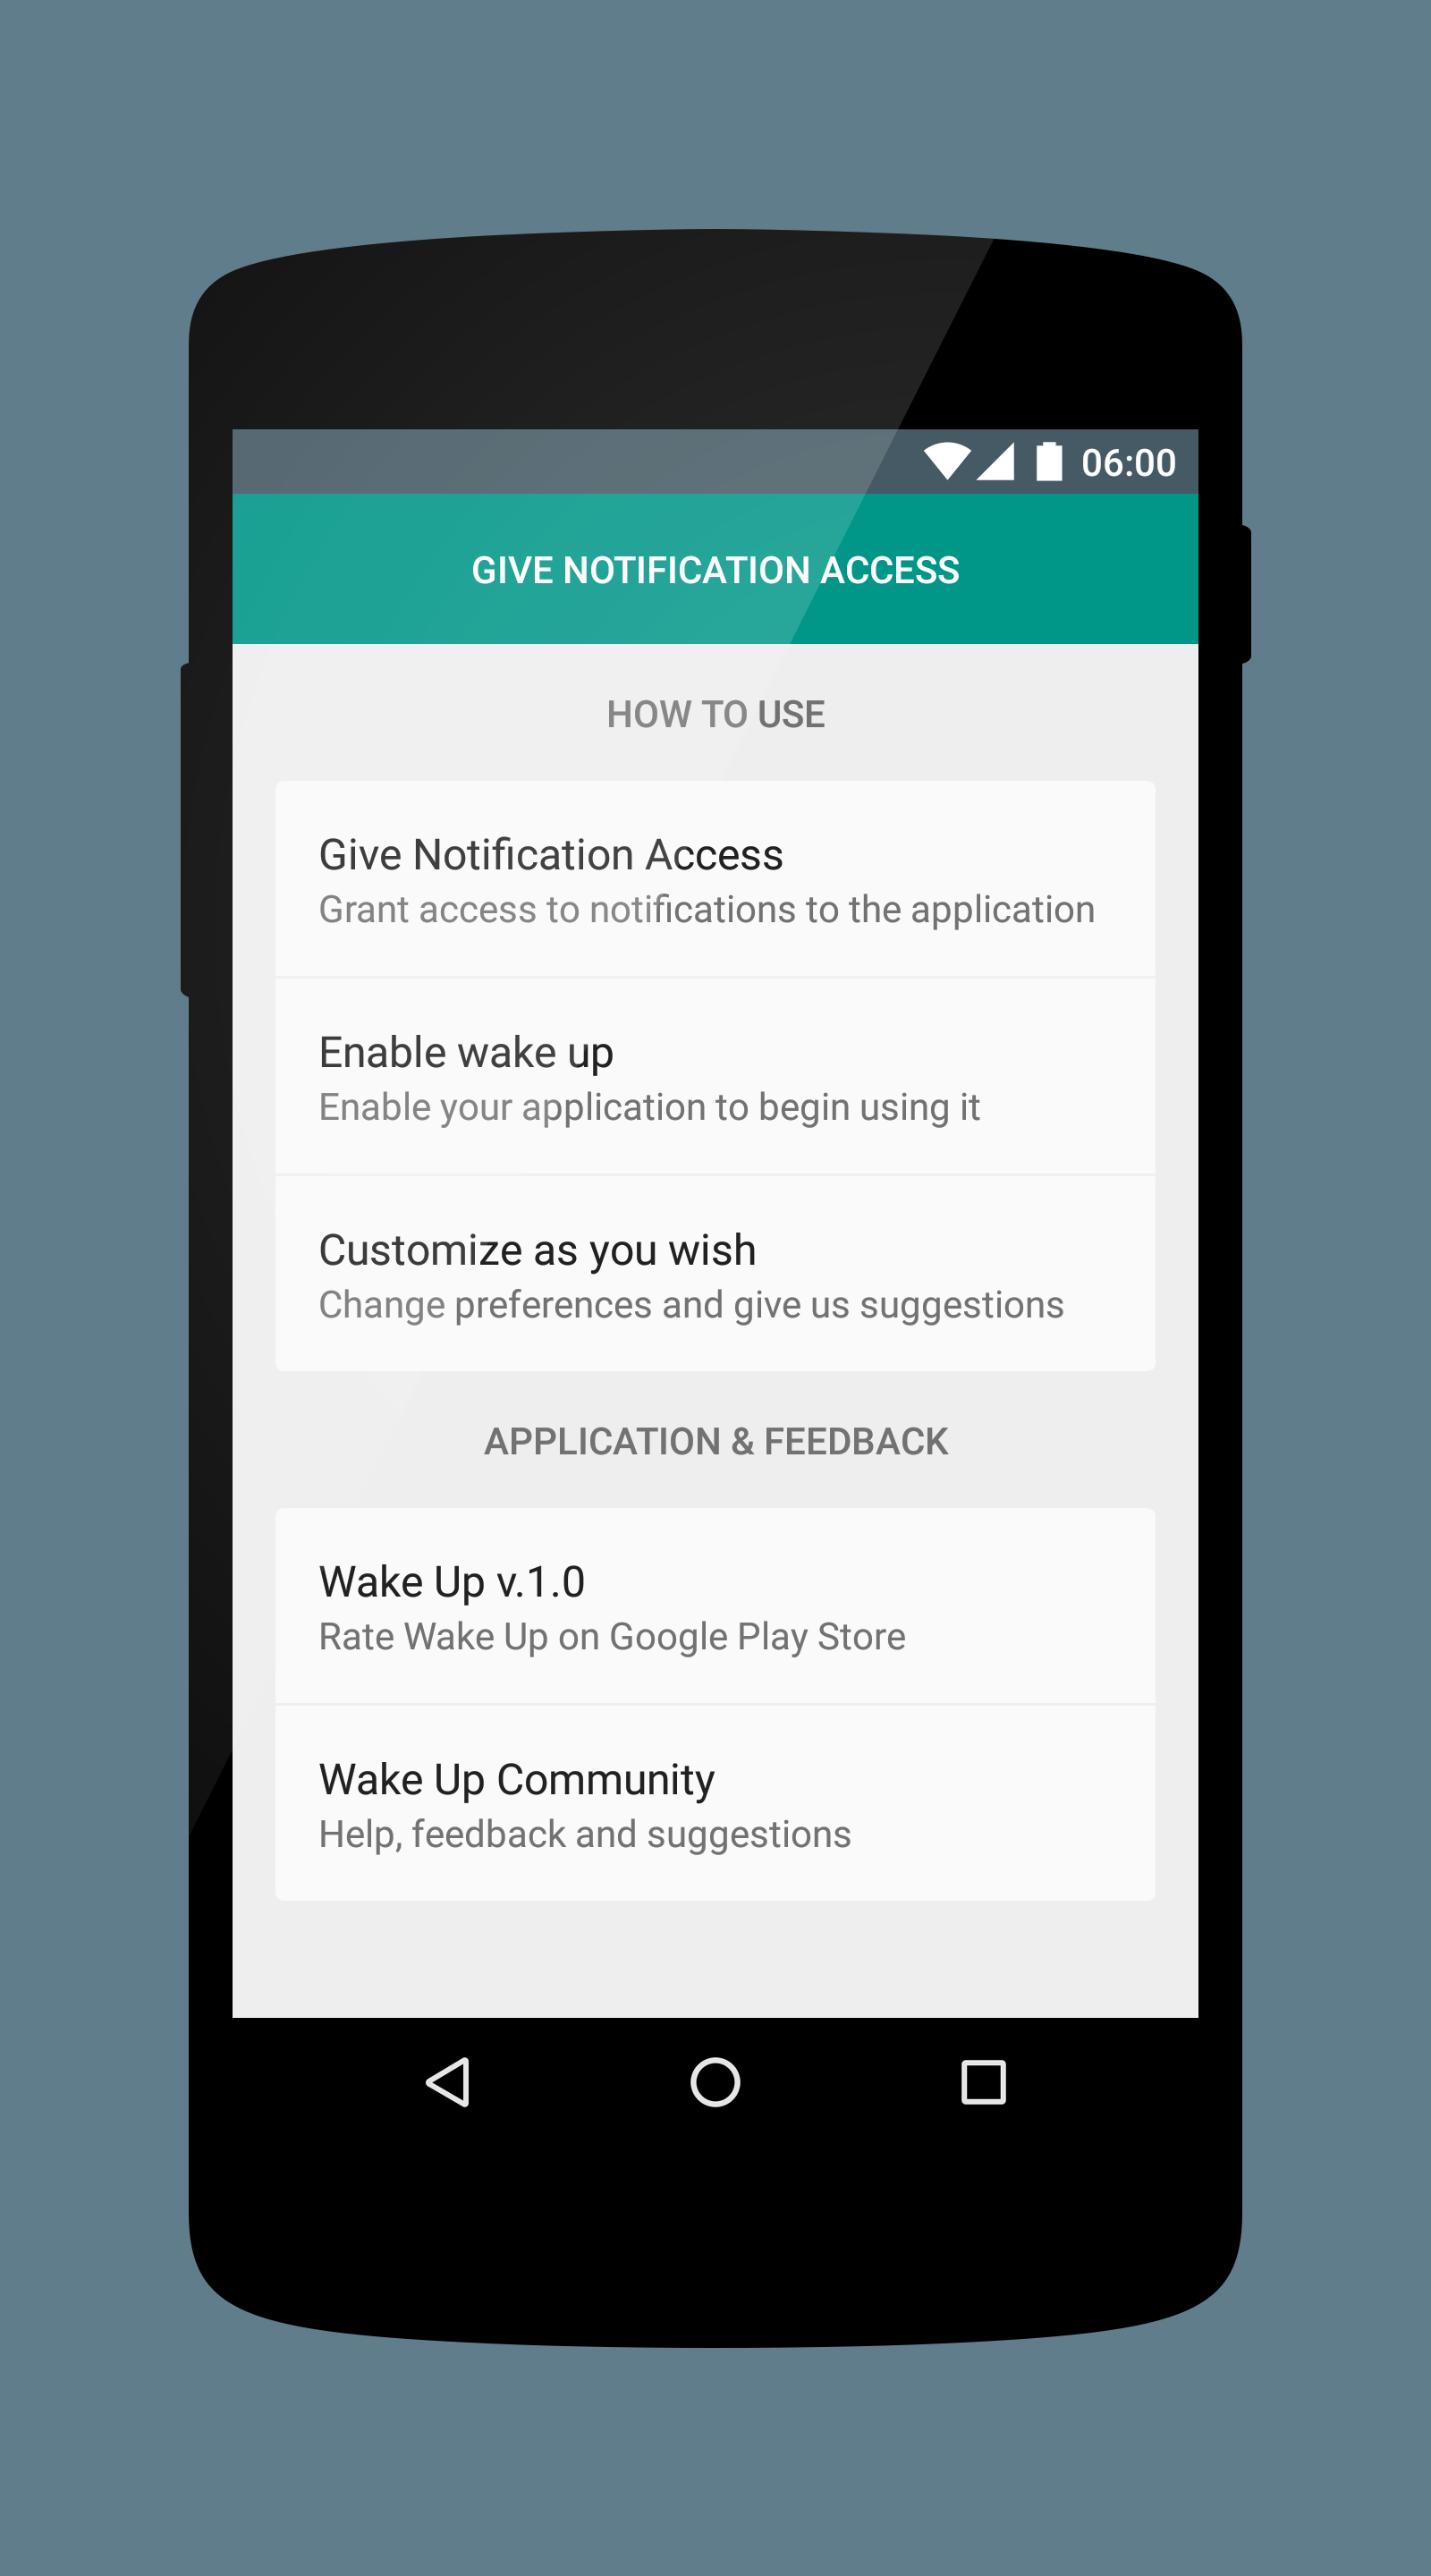 06:00
GIVE NOTIFICATION ACCESS
HOW TO USE
Give Notification Access
Grant access to notifications to the application
Enable wake up
Enable your application to begin using it
Customize as you wish
Change preferences and give us suggestions
APPLICATION & FEEDBACK
Wake Up v.1.0
Rate Wake Up on Google Play Store
Wake Up Community
Help, feedback and suggestions